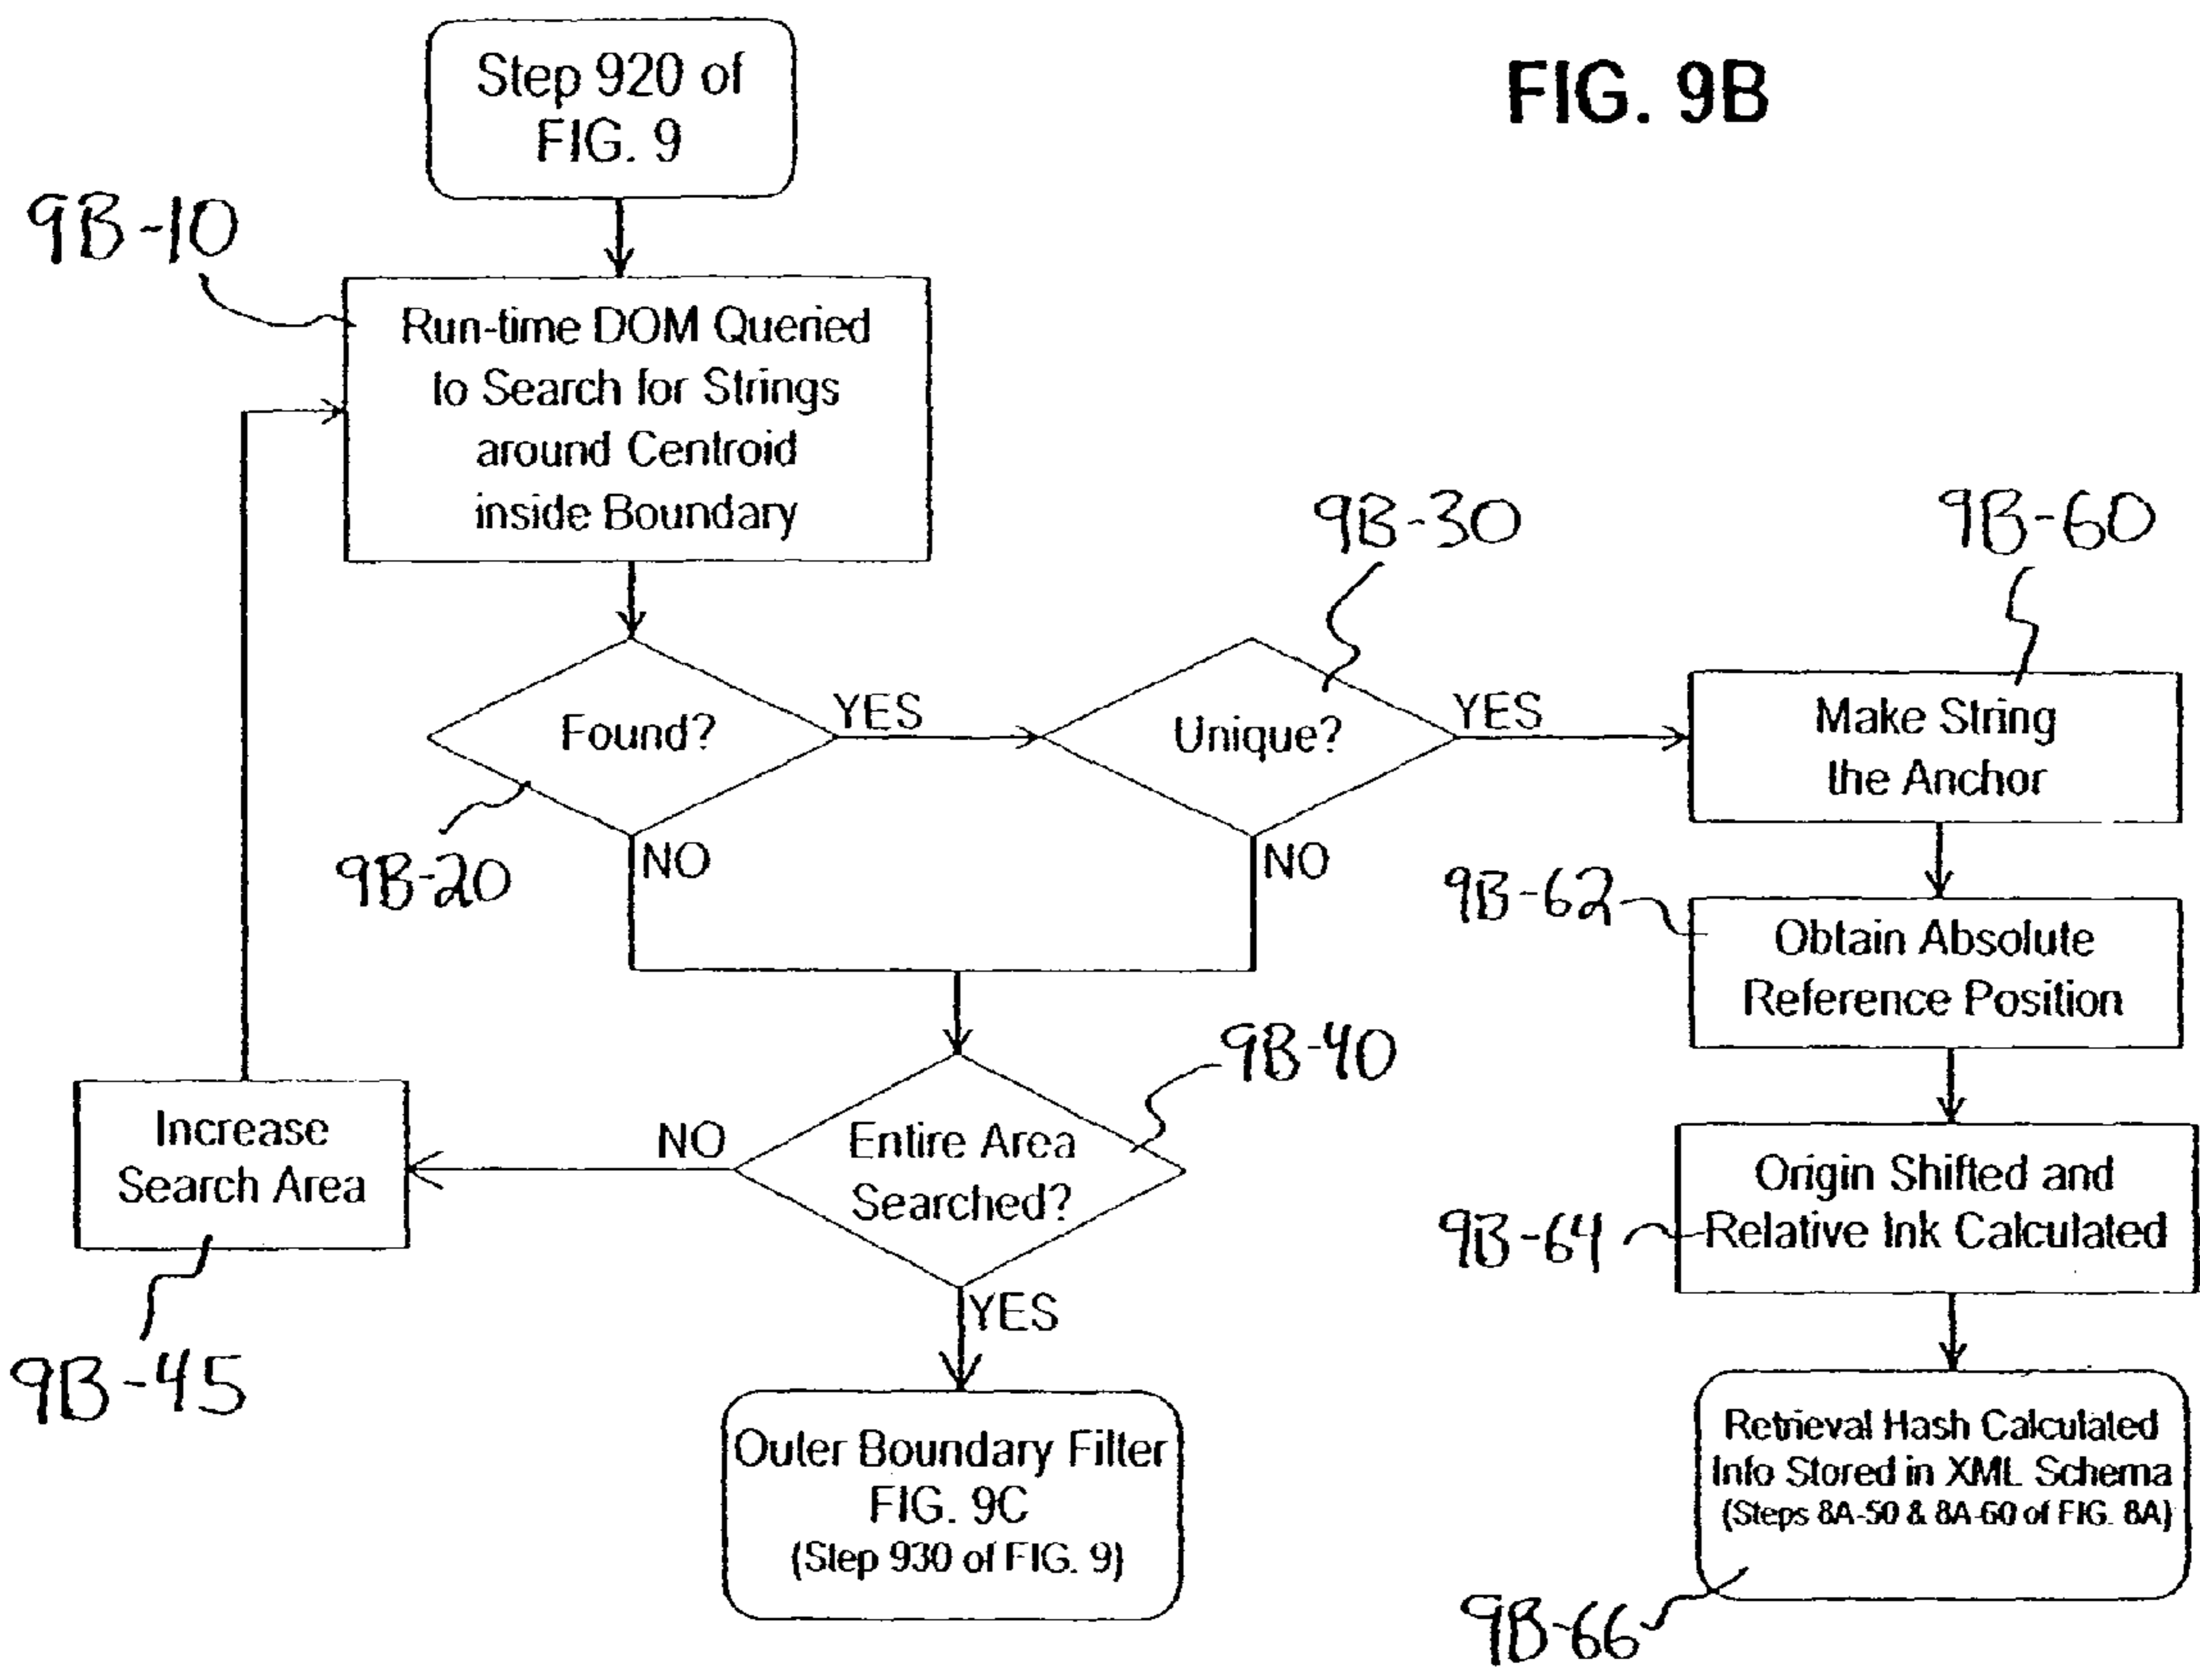 FIG. 9B
Step 920 of
FIG. 9
9B-10
Run-time DOM Queried
to Search for Strings
around Centroid
inside Boundary
9B-30
9B-60
Found?
YES
Unique?
YES
Make String
the Anchor
9B-20
NO
NO
9B-62
Obtain Absolute
Reference Position
9B-40
Increase
Search Area
NO
Entire Area
Searched?
9B-64
Origin Shifted and
Relative Ink Calculated
YES
9B-45
Outer Boundary Filter
FIG. 9C
(Step 930 of FIG. 9)
Retrieval Hash Calculated
Info Stored in XML Schema
(Steps 8A-50 & 8A-60 of FIG. 8A)
9B-66